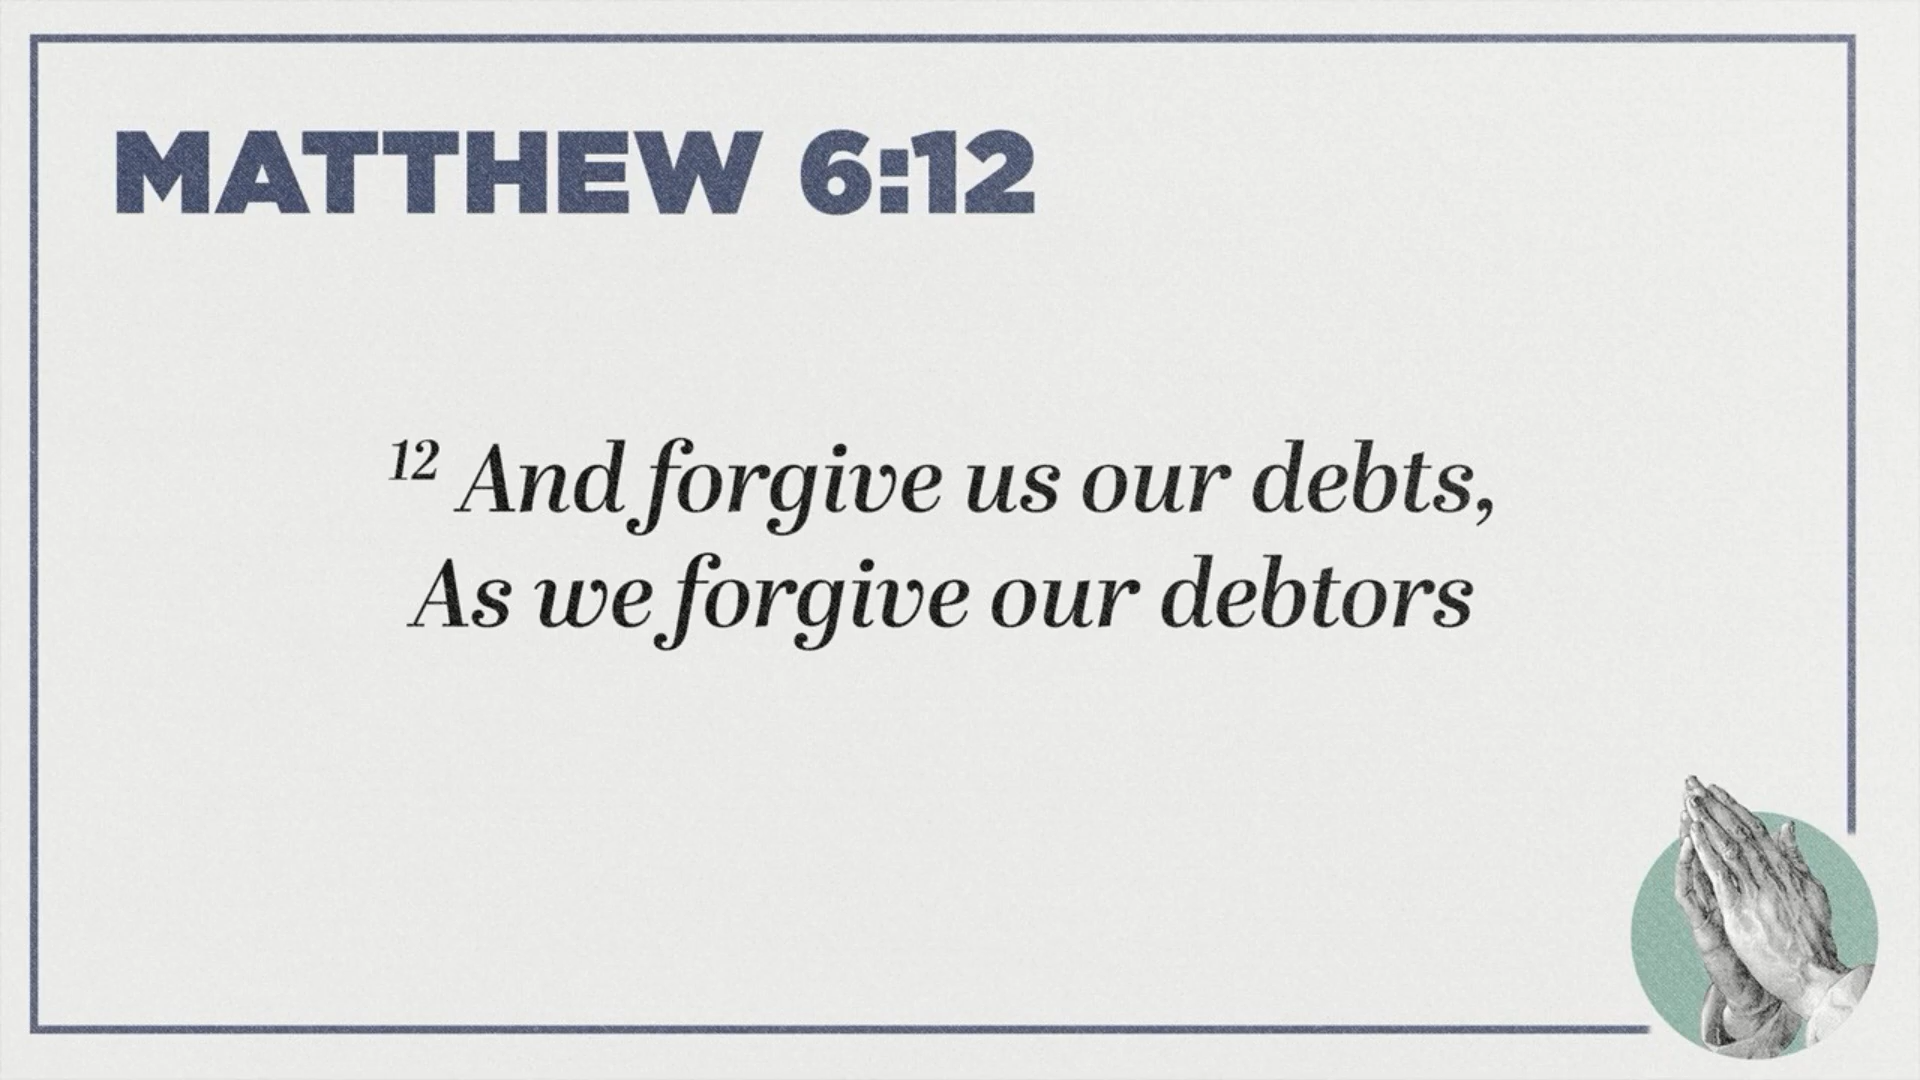 MATTHEW 6:12
12 And forgive us our debts,
As we forgive our debtors